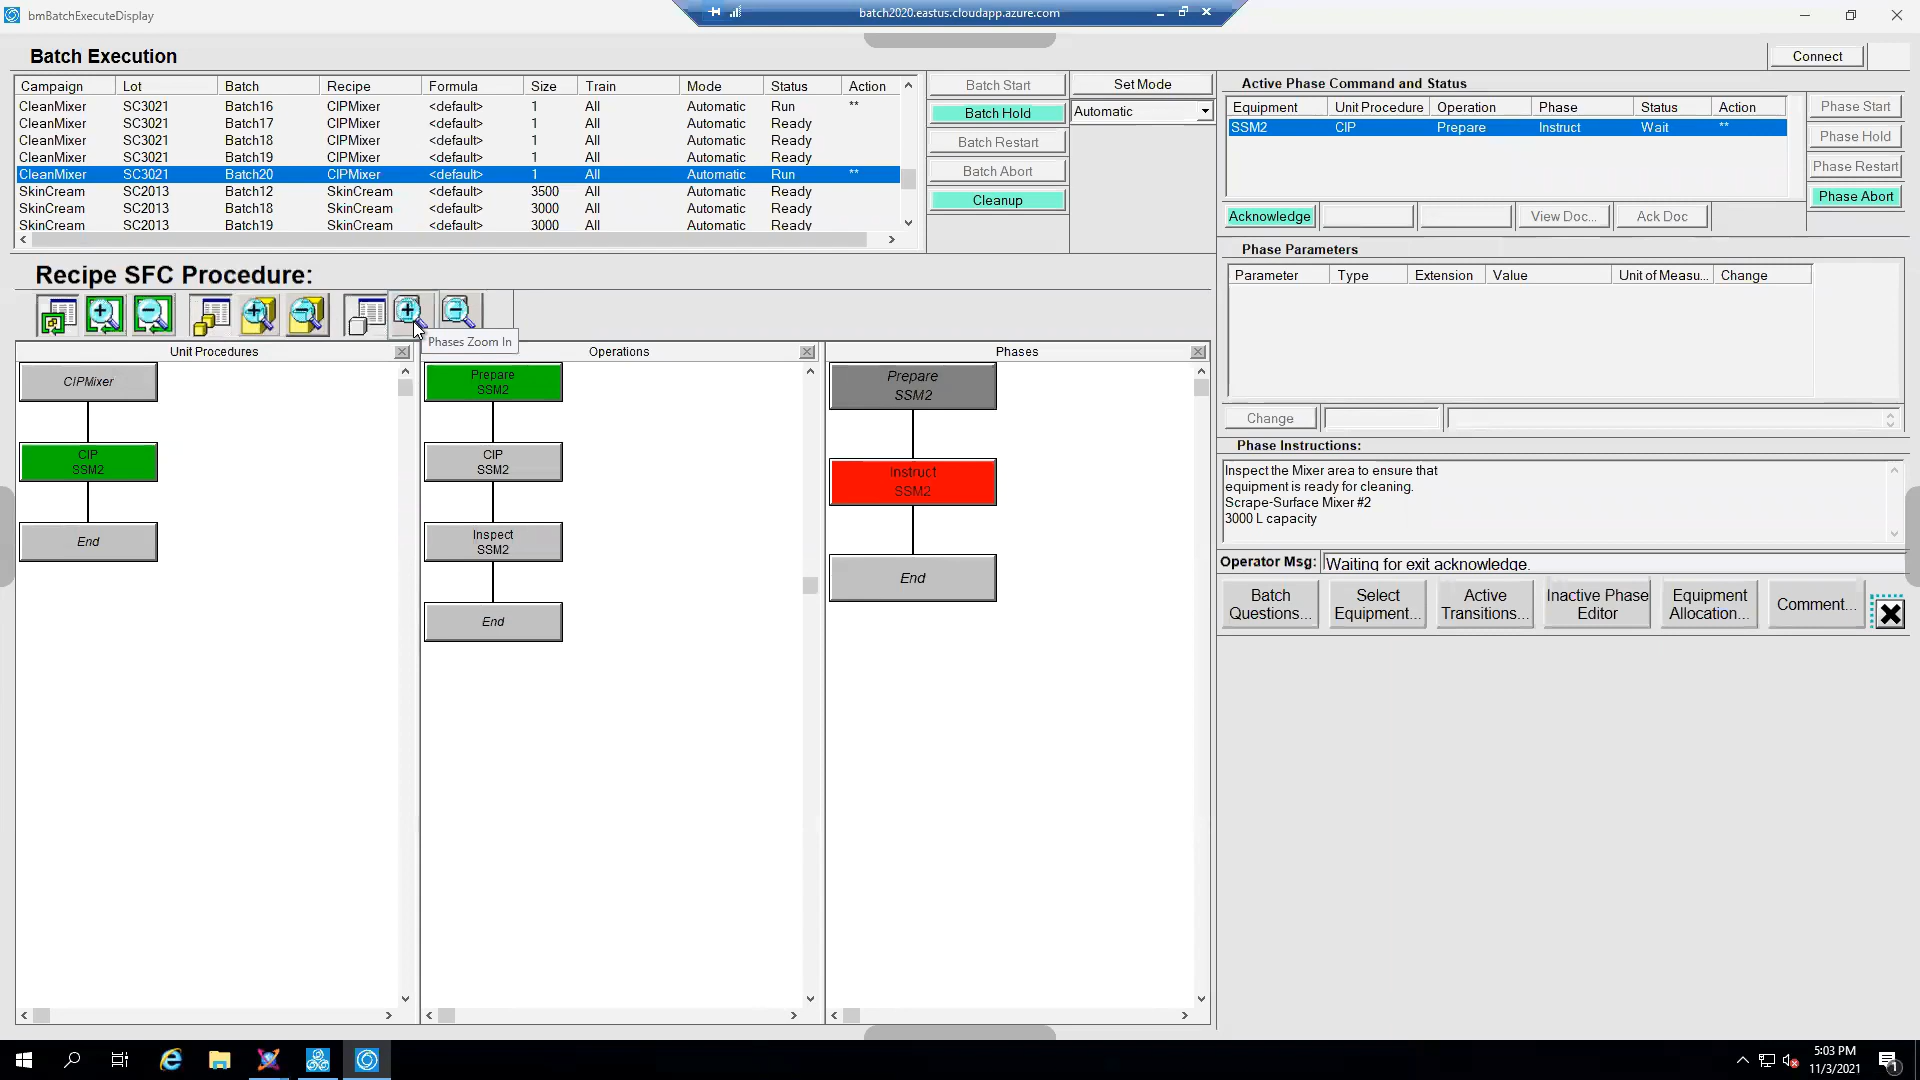 bmBatchExecuteDisplay
batch2020.eastus.cloudapp.azure.com
Batch Execution
Connect
Campaign Lot Batch Recipe Formula Size Train Mode Status Action
CleanMixer SC3021 Batch16 CIPMixer <default> 1 All Automatic Run **
CleanMixer SC3021 Batch17 CIPMixer <default> 1 All Automatic Ready
CleanMixer SC3021 Batch18 CIPMixer <default> 1 All Automatic Ready
CleanMixer SC3021 Batch19 CIPMixer <default> 1 All Automatic Ready
CleanMixer SC3021 Batch20 CIPMixer <default> 1 All Automatic Run **
SkinCream SC2013 Batch12 SkinCream <default> 3500 All Automatic Ready
SkinCream SC2013 Batch18 SkinCream <default> 3000 All Automatic Ready
SkinCream SC2013 Batch19 SkinCream <default> 3000 All Automatic Ready
Batch Start
Batch Hold
Batch Restart
Batch Abort
Cleanup
Set Mode
Automatic
Active Phase Command and Status
Equipment Unit Procedure Operation Phase Status Action
SSM2 CIP Prepare Instruct Wait **
Phase Start
Phase Hold
Phase Restart
Phase Abort
Acknowledge View Doc... Ack Doc
Phase Parameters
Parameter Type Extension Value Unit of Measu... Change
Change
Phase Instructions:
Inspect the Mixer area to ensure that
equipment is ready for cleaning.
Scrape-Surface Mixer #2
3000 L capacity
Operator Msg: Waiting for exit acknowledge.
Batch
Questions...
Select
Equipment...
Active
Transitions...
Inactive Phase
Editor
Equipment
Allocation...
Comment...
Recipe SFC Procedure:
Phases Zoom In
Unit Procedures
CIPMixer
CIP
SSM2
End
Operations
Prepare
SSM2
CIP
SSM2
Inspect
SSM2
End
Phases
Prepare
SSM2
Instruct
SSM2
End
5:03 PM
11/3/2021
1